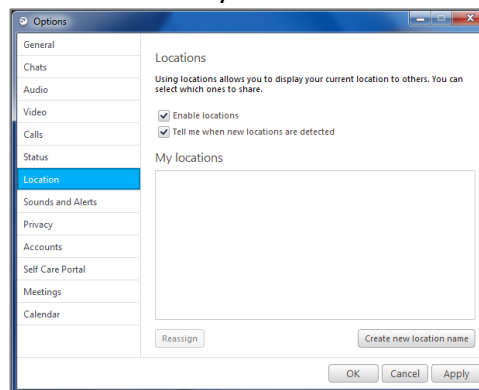 Options
General
Chats
Audio
Video
Calls
Status
Location
Sounds and Alerts
Privacy
Accounts
Self Care Portal
Meetings
Calendar
Locations
Using locations allows you to display your current location to others. You can
select which ones to share.
Enable locations
Tell me when new locations are detected
My locations
Reassign
Create new location name
OK
Cancel
Apply